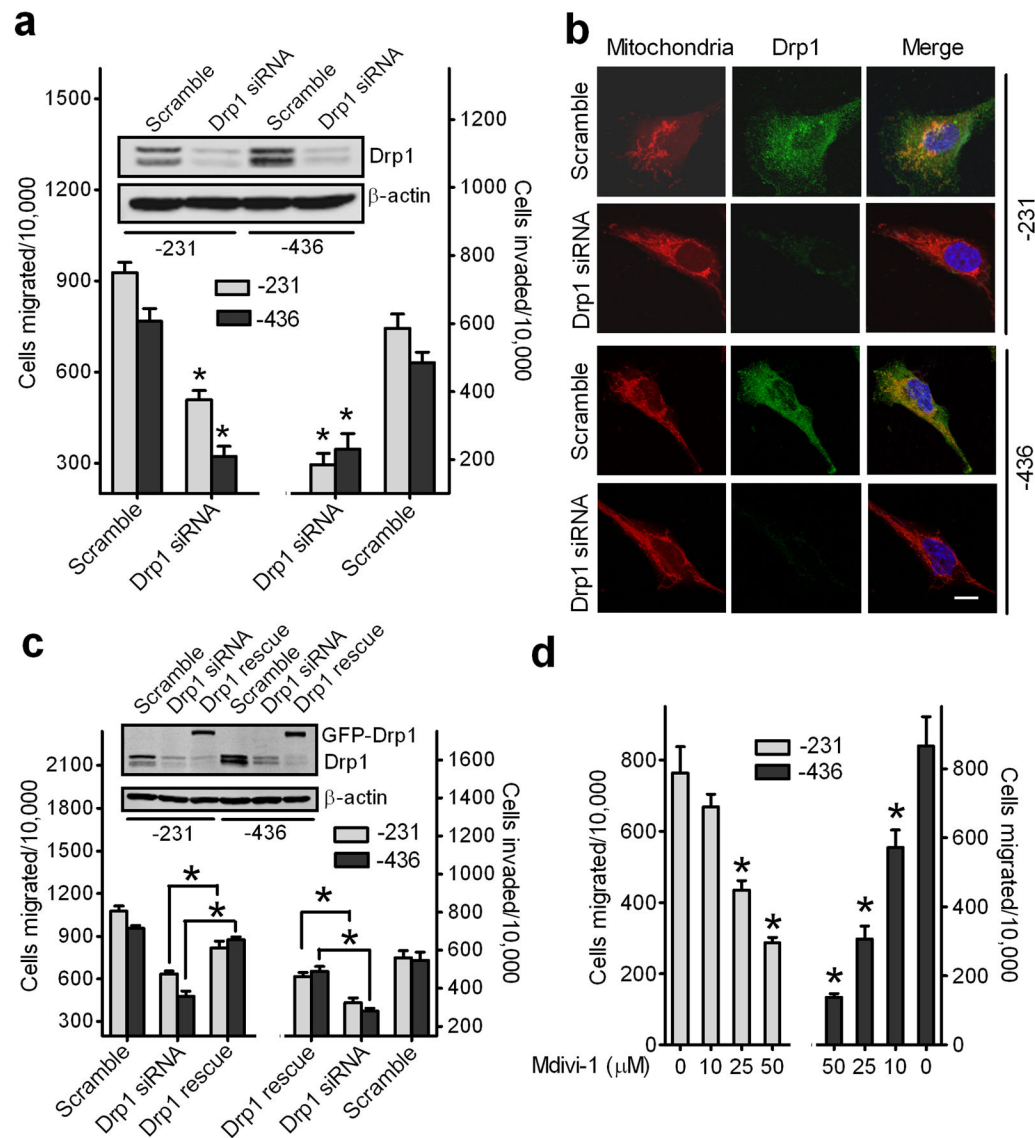 a
Scramble
Drp1 siRNA
Scramble
Drp1 siRNA
Drp1
β-actin
-231
-436
-231
-436
Cells migrated/10,000
1500
1200
900
600
300
Cells invaded/10,000
1200
1000
800
600
400
200
*
*
*
*
Scramble
Drp1 siRNA
Drp1 siRNA
Scramble
b
Mitochondria
Drp1
Merge
Scramble
Drp1 siRNA
-231
Scramble
Drp1 siRNA
-436
c
Scramble
Drp1 siRNA
Drp1 rescue
Scramble
Drp1 siRNA
Drp1 rescue
GFP-Drp1
Drp1
β-actin
-231
-436
-231
-436
Cells migrated/10,000
2100
1800
1500
1200
900
600
300
Cells invaded/10,000
1600
1400
1200
1000
800
600
400
200
*
*
*
*
Scramble
Drp1 siRNA
Drp1 rescue
Drp1 rescue
Drp1 siRNA
Scramble
d
-231
-436
Cells migrated/10,000
800
600
400
200
0
Cells migrated/10,000
800
600
400
200
0
*
*
*
*
*
Mdivi-1 (μM) 0 10 25 50 50 25 10 0